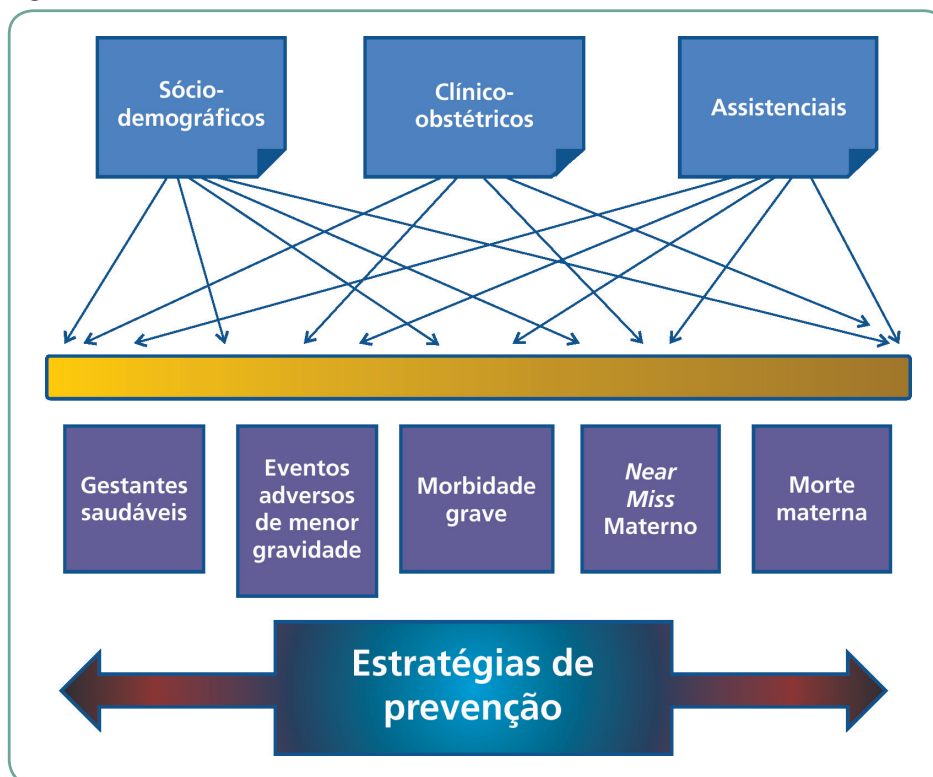 Sócio-
demográficos
Clínico-
obstétricos
Assistenciais
Gestantes
saudáveis
Eventos
adversos
de menor
gravidade
Morbidade
grave
Near
Miss
Materno
Morte
materna
Estratégias de
prevenção